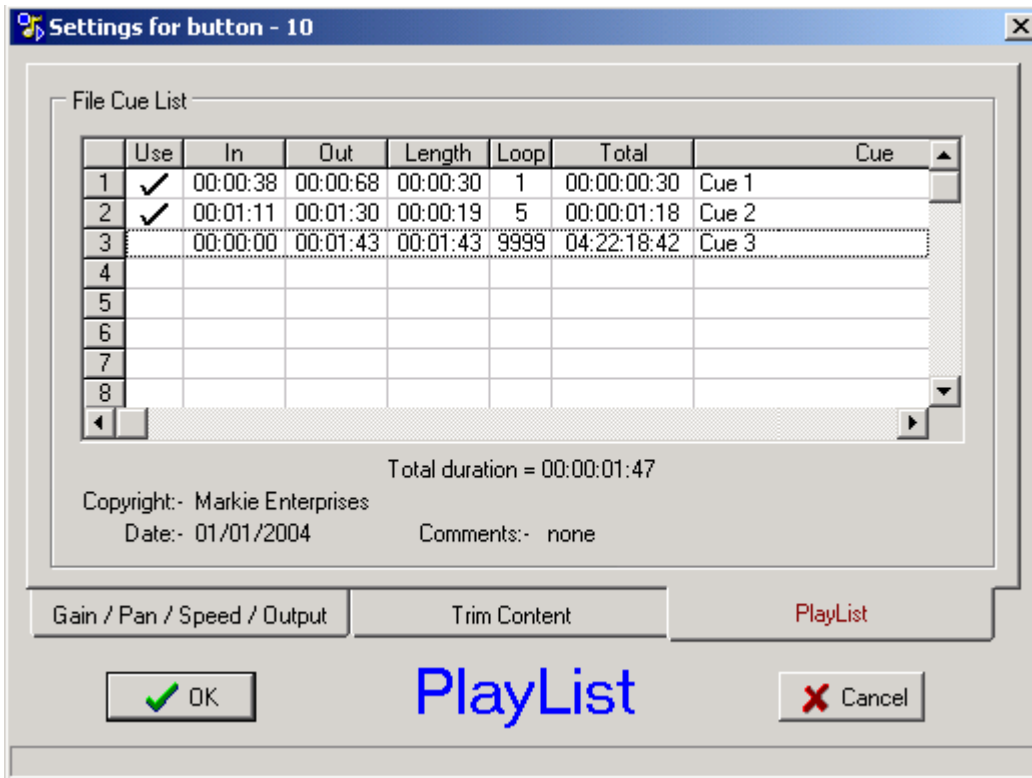 Settings for button - 10
File Cue List
Use In Out Length Loop Total Cue
1 00:00:38 00:00:68 00:00:30 1 00:00:00:30 Cue 1
2 00:01:11 00:01:30 00:00:19 5 00:00:01:18 Cue 2
3 00:00:00 00:01:43 00:01:43 9999 04:22:18:42 Cue 3
4
5
6
7
8
Total duration = 00:00:01:47
Copyright:- Markie Enterprises
Date:- 01/01/2004 Comments:- none
Gain / Pan / Speed / Output Trim Content PlayList
OK PlayList Cancel